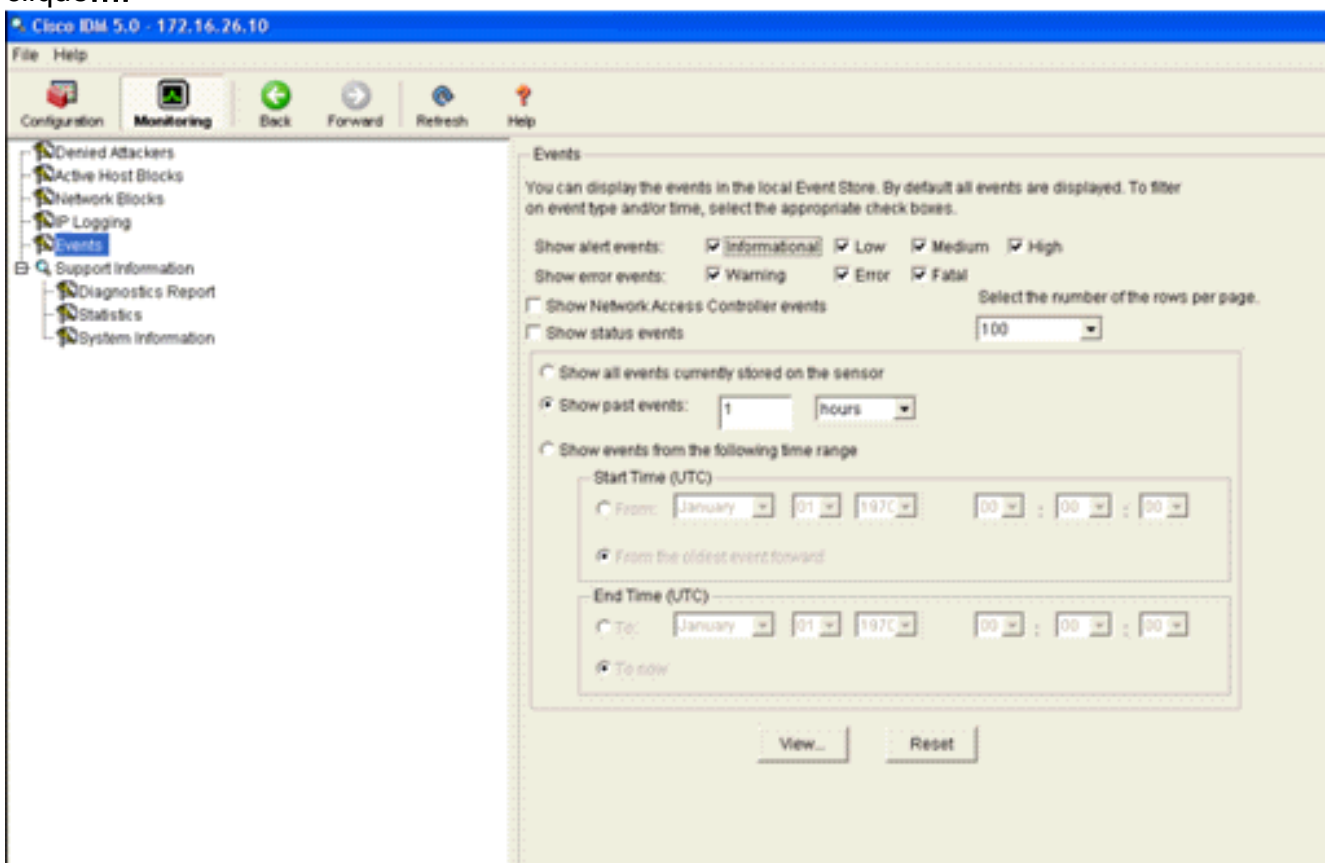 clique....
Cisco IDM 5.0 - 172.16.26.10
File Help
Configuration Monitoring Back Forward Refresh Help
Denied Attackers
Active Host Blocks
Network Blocks
IP Logging
Events
Support Information
Diagnostics Report
Statistics
System Information
Events
You can display the events in the local Event Store. By default all events are displayed. To filter
on event type and/or time, select the appropriate check boxes.
Show alert events: Informational Low Medium High
Show error events: Warning Error Fatal
Show Network Access Controller events
Show status events
Select the number of the rows per page.
100
Show all events currently stored on the sensor
Show past events: 1 hours
Show events from the following time range
Start Time (UTC)
From: January 01 1970 00 : 00 : 00
From the oldest event forward
End Time (UTC)
To: January 01 1970 00 : 00 : 00
To now
View... Reset